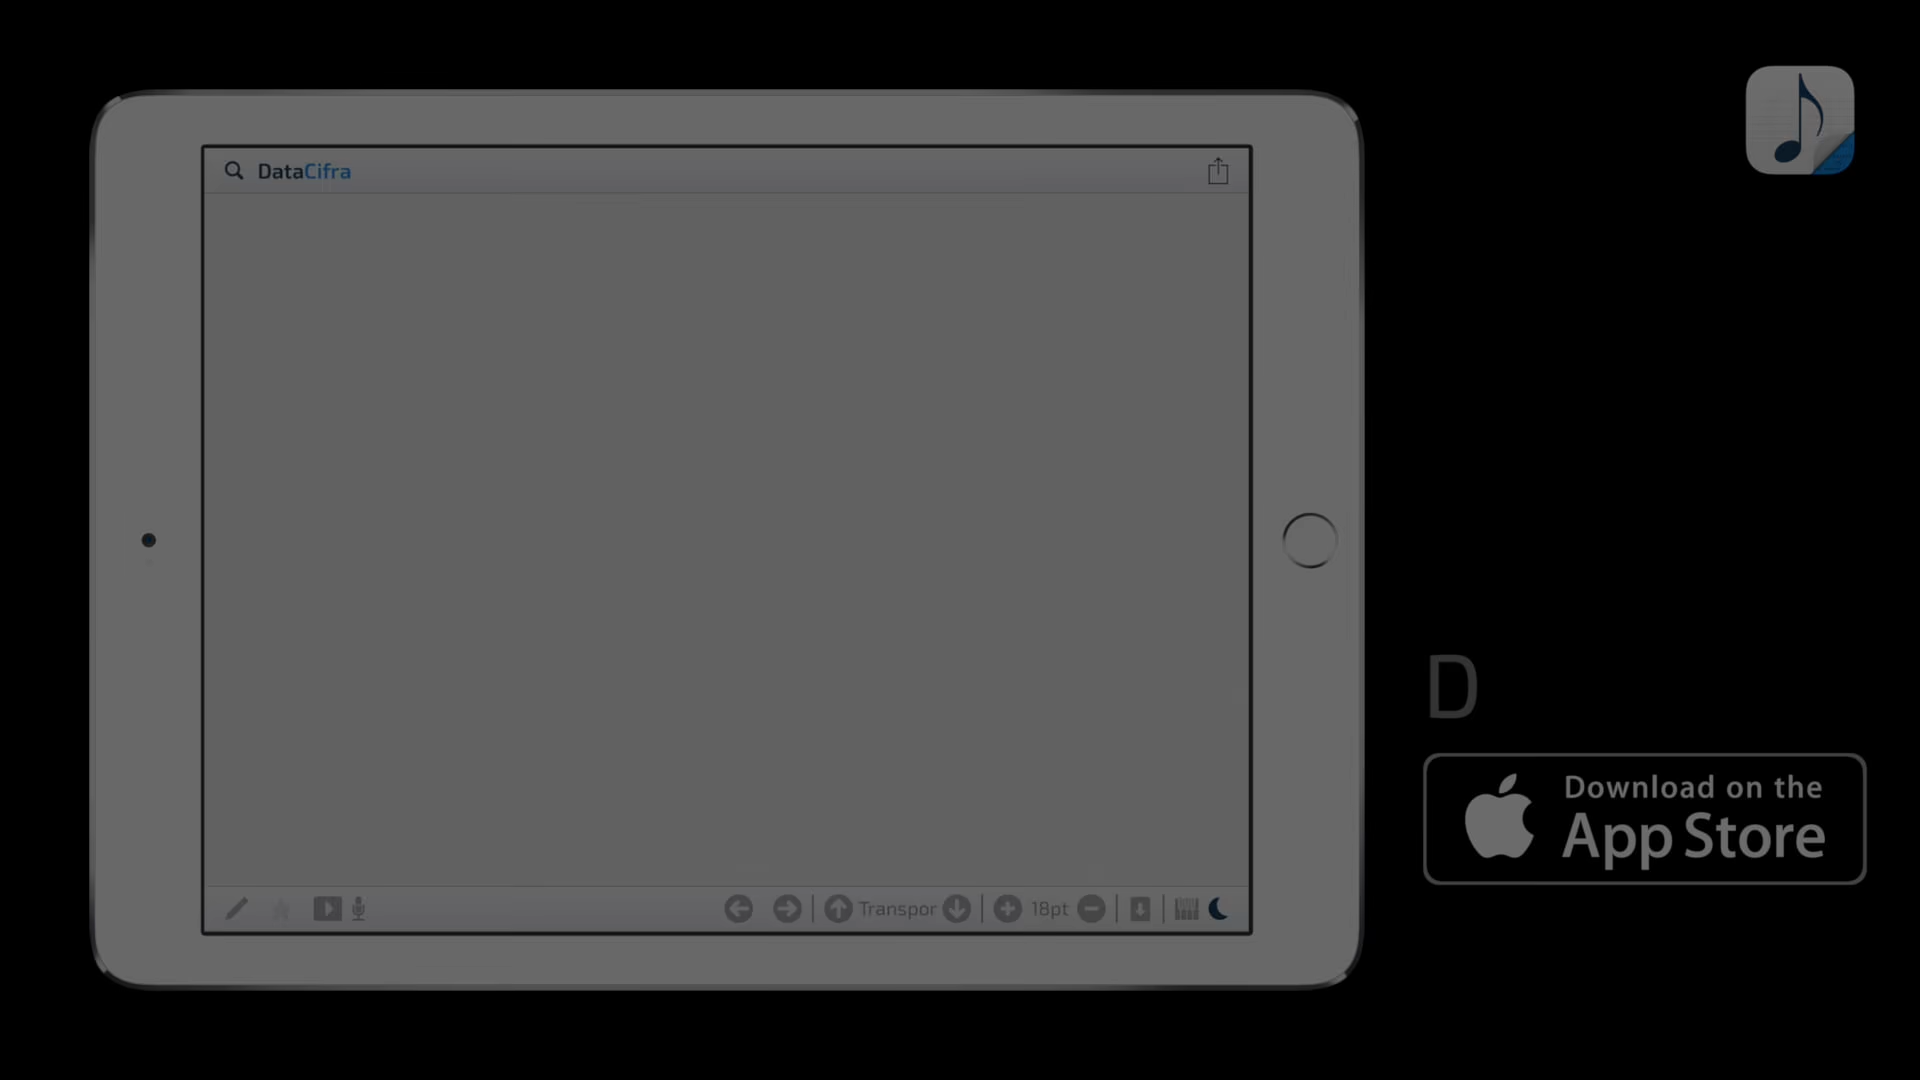 DataCifra
Transpor
18pt
D
Download on the
App Store